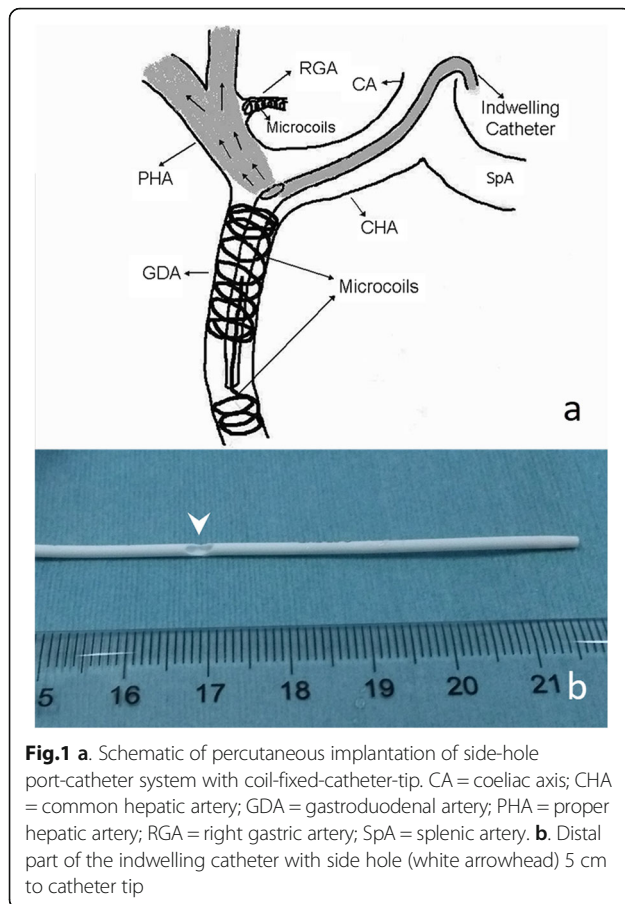 RGA
CA
Microcoils
Indwelling
Catheter
PHA
SpA
CHA
GDA
Microcoils
a
5 16 17 18 19 20 21
b
Fig.1 a. Schematic of percutaneous implantation of side-hole
port-catheter system with coil-fixed-catheter-tip. CA = coeliac axis; CHA
= common hepatic artery; GDA = gastroduodenal artery; PHA = proper
hepatic artery; RGA = right gastric artery; SpA = splenic artery. b. Distal
part of the indwelling catheter with side hole (white arrowhead) 5 cm
to catheter tip